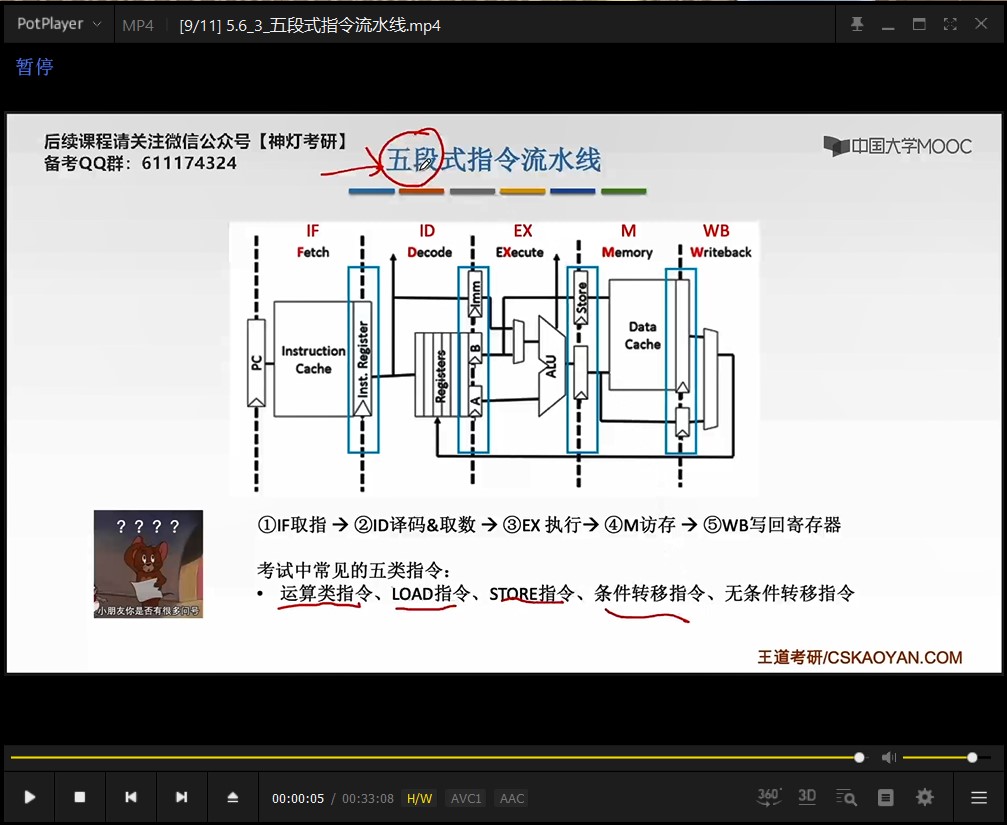 PotPlayer MP4 [9/11] 5.6_3_五段式指令流水线.mp4
暂停
后续课程请关注微信公众号【神灯考研】
备考QQ群：611174324
五段式指令流水线
中国大学MOOC
IF ID EX M WB
Fetch Decode EXecute Memory Writeback
PC
Instruction
Cache
Inst. Register
Registers
Imm
B
A
ALU
Store
Data
Cache
①IF取指 → ②ID译码&取数 → ③EX 执行→ ④M访存 → ⑤WB写回寄存器
? ? ? ?
小朋友你是否有很多问号
考试中常见的五类指令：
• 运算类指令、LOAD指令、STORE指令、条件转移指令、无条件转移指令
王道考研/CSKAOYAN.COM
00:00:05 / 00:33:08 H/W AVC1 AAC
360° 3D